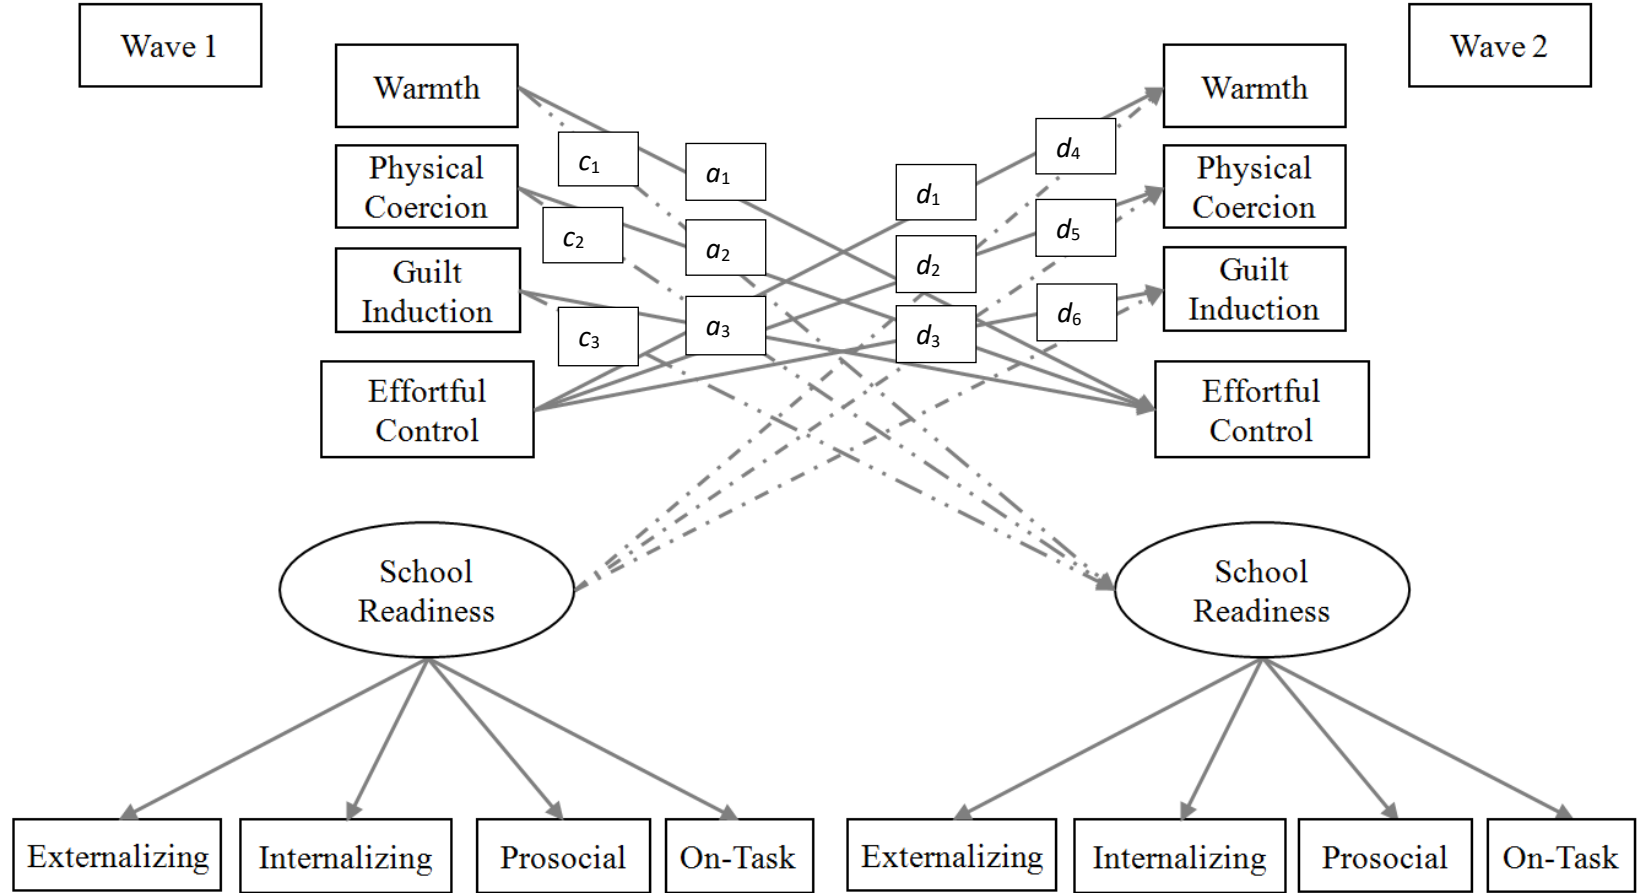 Wave 1
Wave 2
Warmth
Physical
Coercion
Guilt
Induction
Effortful
Control
c1
c2
c3
a1
a2
a3
d1
d2
d3
d4
d5
d6
Warmth
Physical
Coercion
Guilt
Induction
Effortful
Control
School
Readiness
School
Readiness
Externalizing
Internalizing
Prosocial
On-Task
Externalizing
Internalizing
Prosocial
On-Task